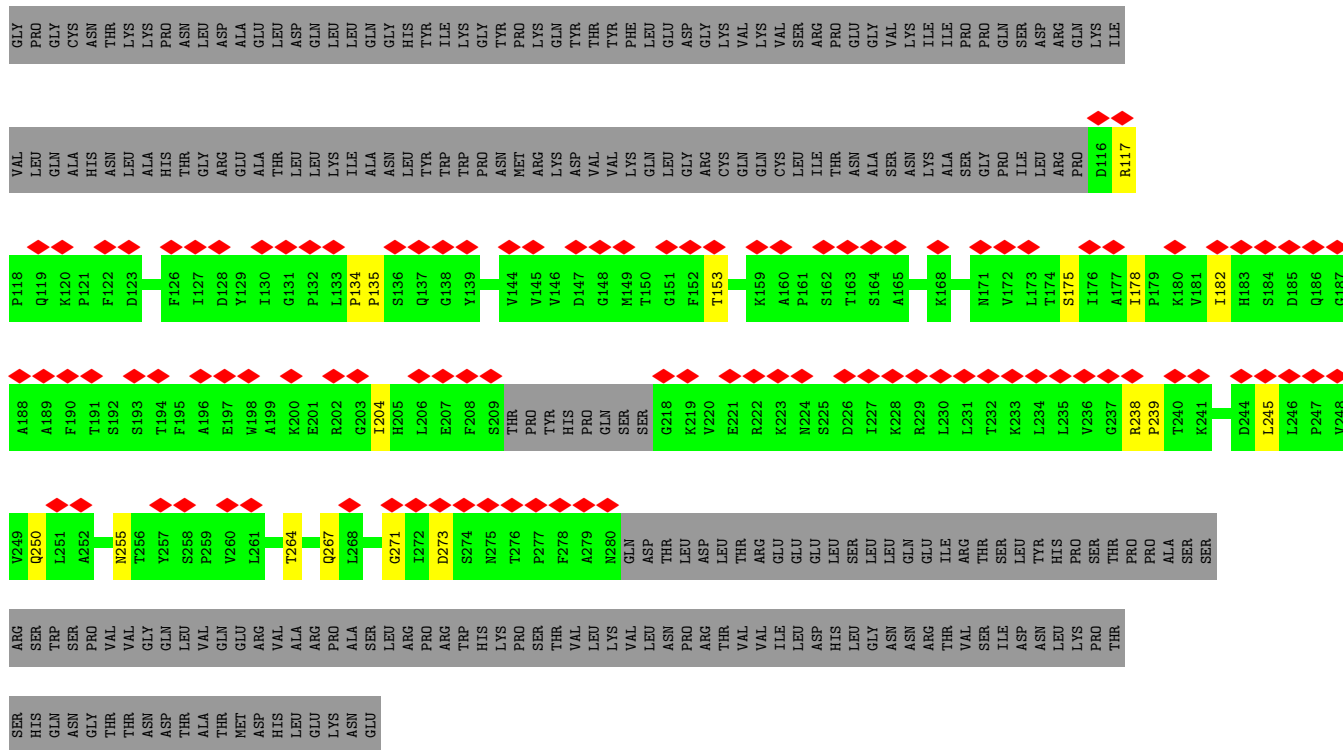 GLY PRO GLY CYS ASN THR LYS LYS PRO ASN LEU ASP ALA GLU LEU ASP GLN LEU LEU GLN GLY HIS TYR ILE LYS GLY TYR PRO LYS GLN TYR THR TYR PHE LEU GLU ASP GLY LYS VAL LYS VAL SER ARG PRO GLU GLY VAL LYS ILE ILE PRO PRO GLN SER ASP ARG GLN LYS ILE
VAL LEU GLN ALA HIS ASN LEU ALA HIS THR GLY ARG GLU ALA THR LEU LEU LYS ILE ALA ASN LEU TYR TRP TRP PRO ASN MET ARG LYS ASP VAL VAL LYS GLN LEU GLY ARG CYS GLN GLN CYS LEU ILE THR ASN ALA SER ASN LYS ALA SER GLY PRO ILE LEU ARG PRO D116 R117
P118 Q119 K120 P121 F122 D123 F126 I127 D128 Y129 I130 G131 P132 L133 P134 P135 S136 Q137 G138 Y139 V144 V145 V146 D147 G148 M149 T150 G151 F152 T153 K159 A160 P161 S162 T163 S164 A165 K168 N171 V172 L173 T174 S175 I176 A177 I178 P179 K180 V181 I182 H183 S184 D185 Q186
A188 A189 F190 T191 S192 S193 T194 F195 A196 E197 W198 A199 K200 E201 R202 G203 I204 H205 L206 E207 F208 S209 THR PRO TYR HIS PRO GLN SER SER G218 K219 V220 E221 R222 K223 N224 S225 D226 I227 K228 R229 L230 L231 T232 K233 L234 L235 V236 G237 R238 P239 T240 K241 D244 L245 L246 P247 V248
V249 Q250 L251 A252 N255 T256 Y257 S258 P259 V260 L261 T264 Q267 L268 G271 I272 D273 S274 N275 T276 P277 F278 A279 N280 GLN ASP THR LEU ASP LEU THR ARG GLU GLU GLU LEU SER LEU LEU GLN GLU ILE ARG THR SER LEU TYR HIS PRO SER THR PRO PRO ALA SER SER
ARG SER TRP SER PRO VAL VAL GLY GLN LEU VAL GLN GLU ARG VAL ALA ARG PRO ALA SER LEU ARG PRO ARG TRP HIS LYS PRO SER THR VAL LEU LYS VAL LEU ASN PRO ARG THR VAL VAL ILE LEU ASP HIS LEU GLY ASN ASN ARG THR VAL SER ILE ASP ASN LEU LYS PRO THR
SER HIS GLN ASN GLY THR THR ASN ASP THR ALA THR MET ASP HIS LEU GLU LYS ASN GLU